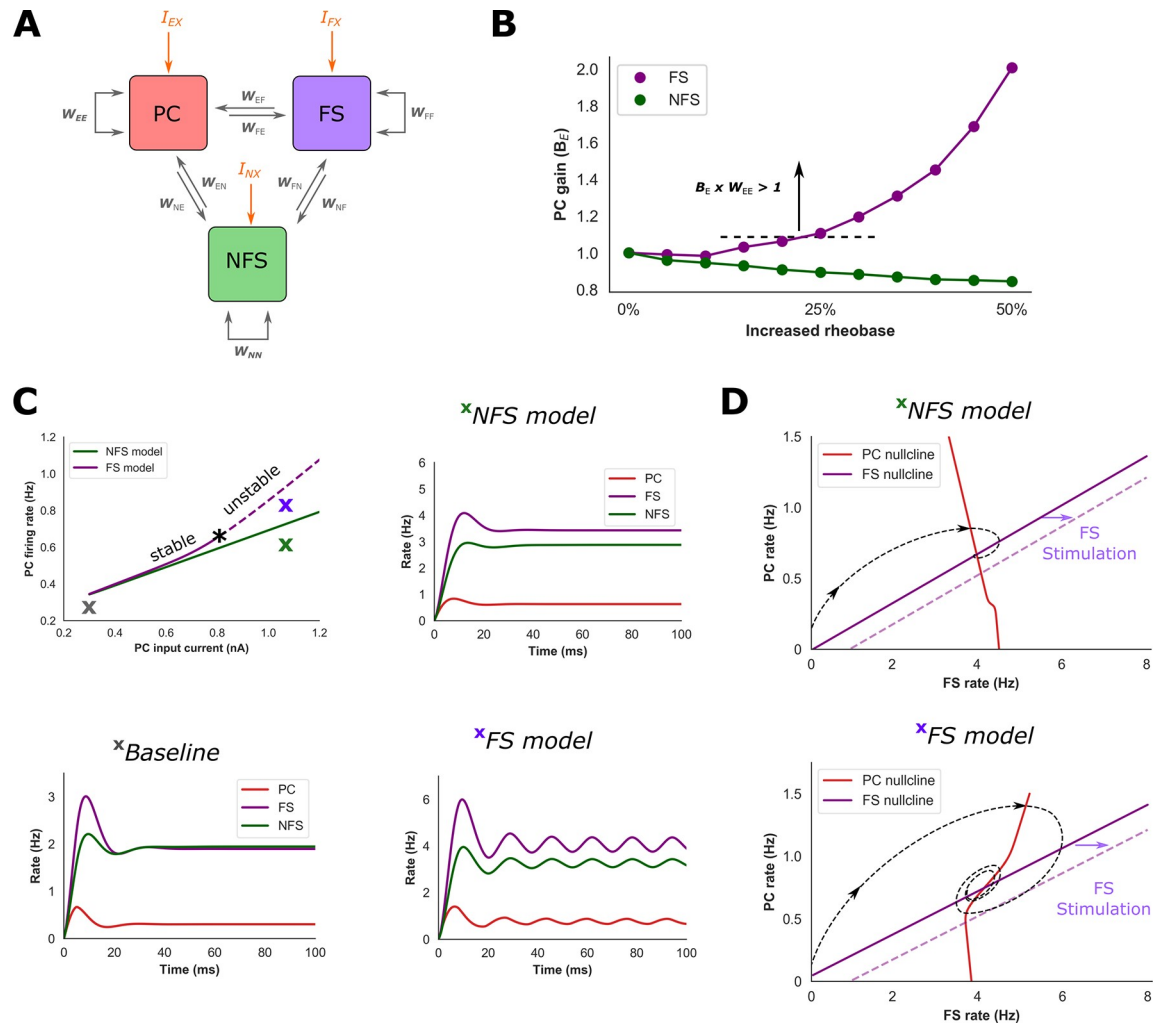 A
I_EX
I_FX
PC
FS
W_EE
W_EF
W_FE
W_FF
I_NX
W_EN
W_NE
W_FN
W_NF
NFS
W_NN
B
PC gain (B_E)
2.0
1.8
1.6
1.4
1.2
1.0
0.8
FS
NFS
B_E x W_EE > 1
0% 25% 50%
Increased rheobase
C
PC firing rate (Hz)
1.2
1.0
0.8
0.6
0.4
0.2
NFS model
FS model
stable
unstable
*
x
x
x
0.2 0.4 0.6 0.8 1.0 1.2
PC input current (nA)
x NFS model
Rate (Hz)
6
5
4
3
2
1
0
PC
FS
NFS
0 20 40 60 80 100
Time (ms)
D
x NFS model
PC rate (Hz)
1.5
1.0
0.5
0
PC nullcline
FS nullcline
FS
Stimulation
0 2 4 6 8
FS rate (Hz)
x Baseline
Rate (Hz)
3
2
1
0
PC
FS
NFS
0 20 40 60 80 100
Time (ms)
x FS model
Rate (Hz)
6
4
2
0
0 20 40 60 80 100
Time (ms)
x FS model
PC rate (Hz)
1.5
1.0
0.5
0
PC nullcline
FS nullcline
FS
Stimulation
0 2 4 6 8
FS rate (Hz)